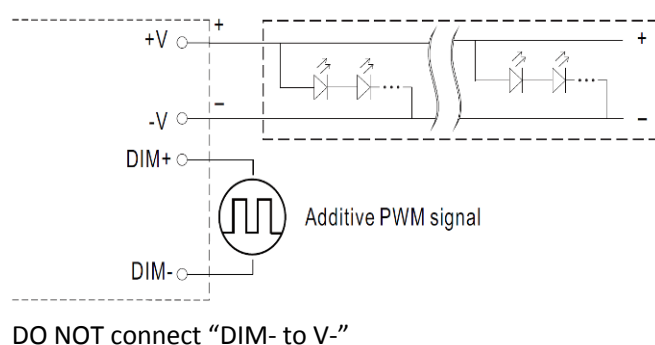 +V +
+
-V –
–
DIM+
Additive PWM signal
DIM-
DO NOT connect “DIM- to V-”